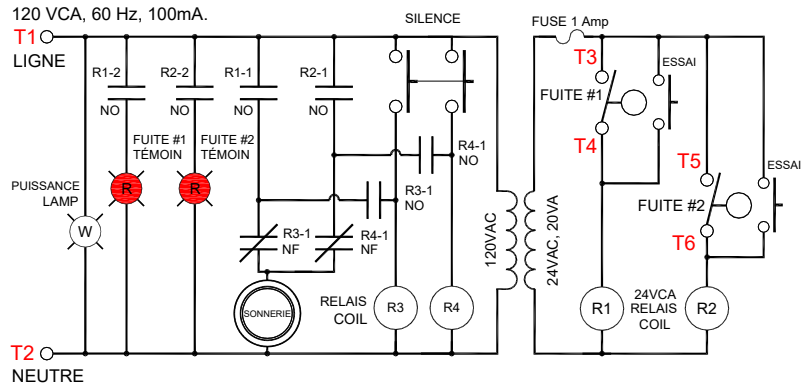 120 VCA, 60 Hz, 100mA.
T1
LIGNE
SILENCE
FUSE 1 Amp
R1-2
NO
R2-2
NO
R1-1
NO
R2-1
NO
T3
ESSAI
FUITE #1
T4
FUITE #1
TÉMOIN
FUITE #2
TÉMOIN
R
R
R4-1
NO
R3-1
NO
T5
ESSAI
FUITE #2
T6
PUISSANCE
LAMP
W
R3-1
NF
R4-1
NF
120VAC
24VAC, 20VA
SONNERIE
RELAIS
COIL
R3
R4
R1
24VCA
RELAIS
COIL
R2
T2
NEUTRE